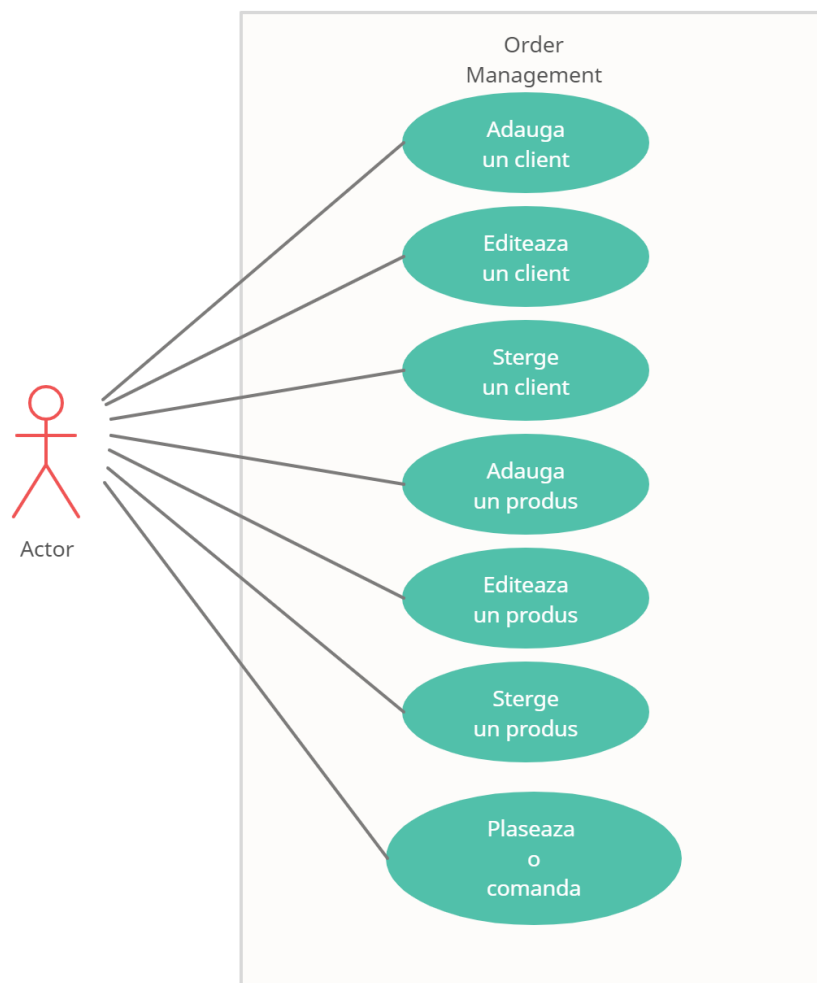 Order
Management
Adauga
un client
Editeaza
un client
Sterge
un client
Adauga
un produs
Editeaza
un produs
Sterge
un produs
Plaseaza
o
comanda
Actor